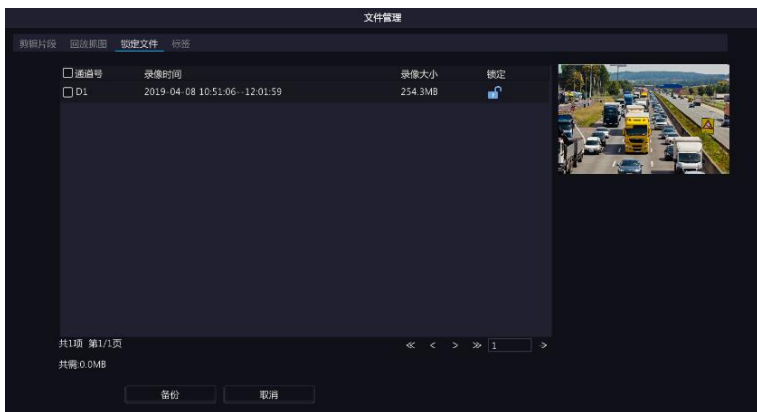 文件管理
剪辑片段 回放抓图 锁定文件 标签
通道号 录像时间 录像大小 锁定
D1 2019-04-08 10:51:06--12:01:59 254.3MB
共1项 第1/1页 ≪ < > ≫ 1
共需:0.0MB
备份 取消